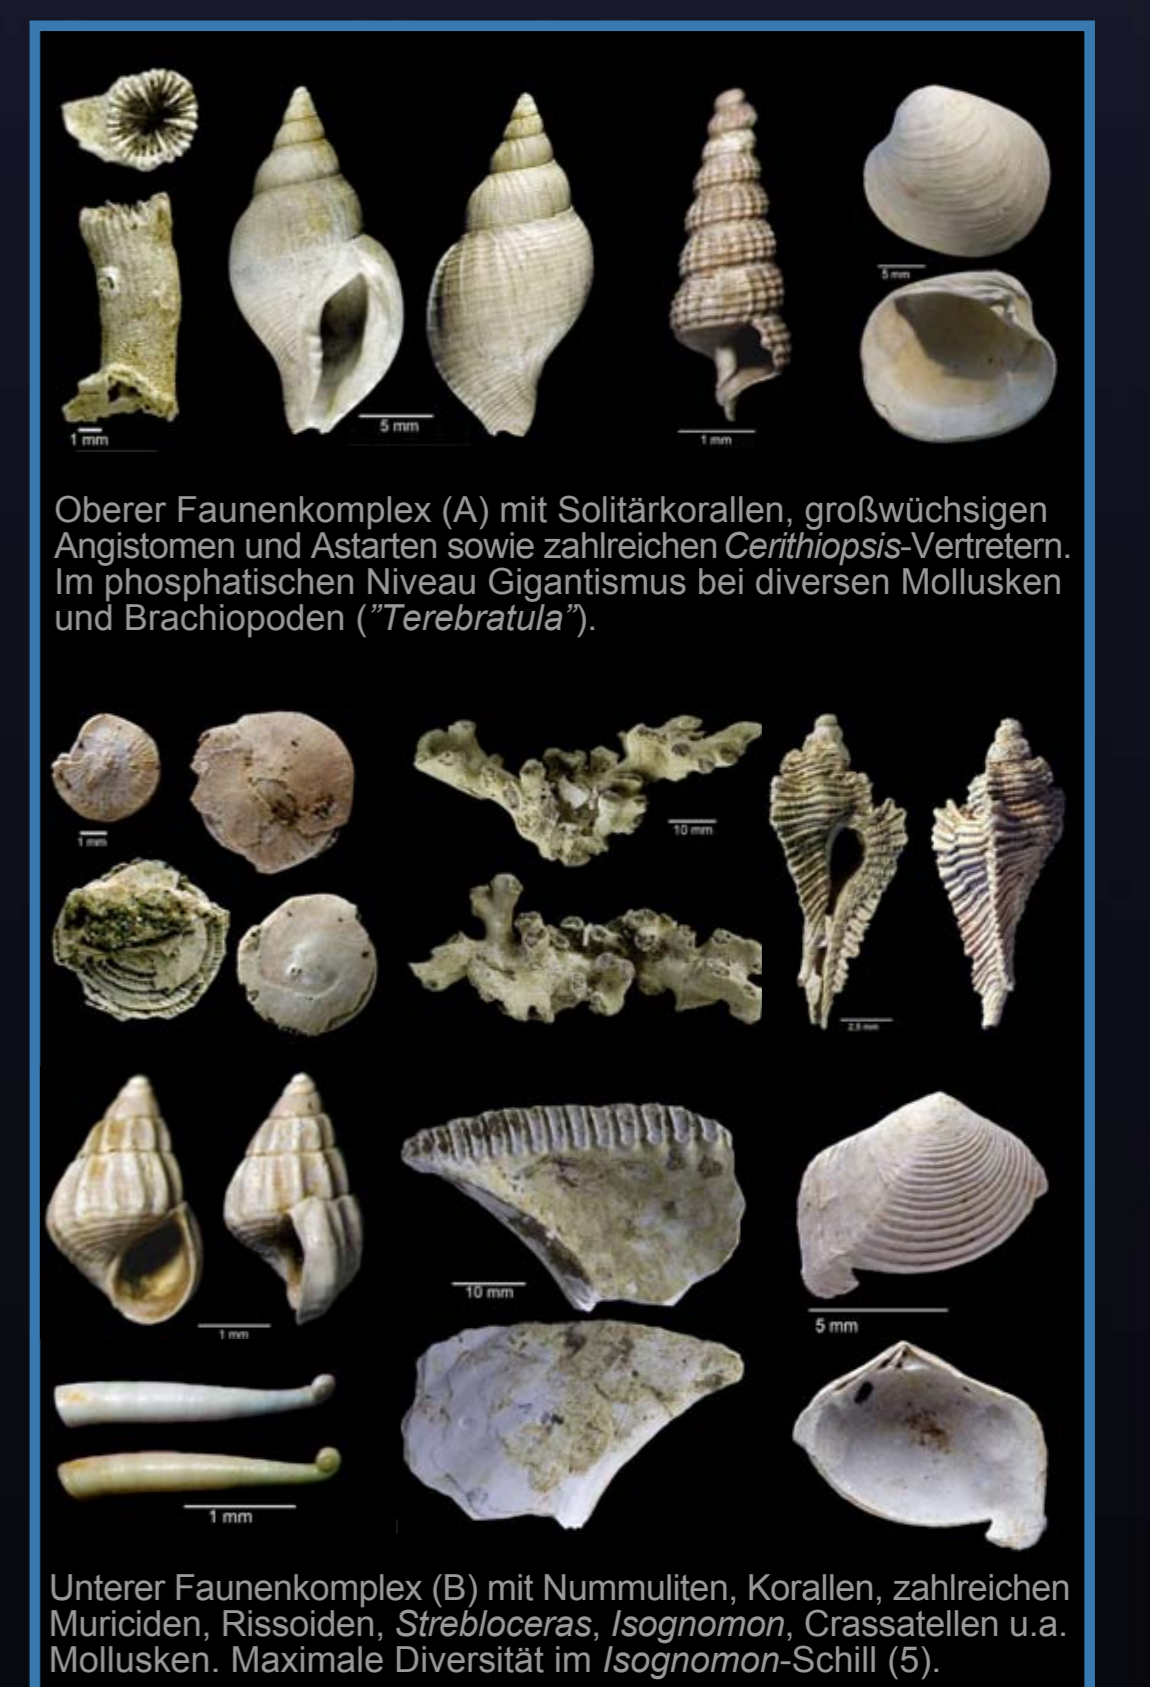 1 mm
5 mm
1 mm
5 mm
Oberer Faunenkomplex (A) mit Solitärkorallen, großwüchsigen
Angistomen und Astarten sowie zahlreichen Cerithiopsis-Vertretern.
Im phosphatischen Niveau Gigantismus bei diversen Mollusken
und Brachiopoden (”Terebratula”).
1 mm
10 mm
2,5 mm
1 mm
10 mm
5 mm
1 mm
Unterer Faunenkomplex (B) mit Nummuliten, Korallen, zahlreichen
Muriciden, Rissoiden, Strebloceras, Isognomon, Crassatellen u.a.
Mollusken. Maximale Diversität im Isognomon-Schill (5).